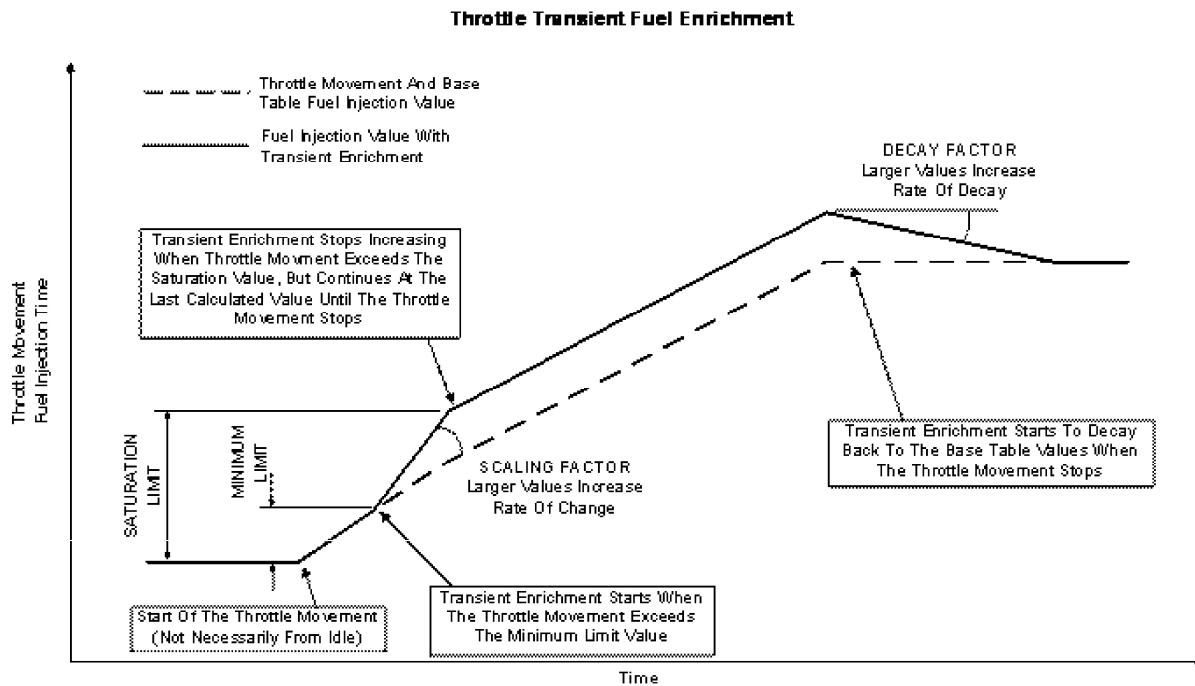 Throttle Transient Fuel Enrichment
Throttle Movement And Base
Table Fuel Injection Value
Fuel Injection Value With
Transient Enrichment
DECAY FACTOR
Larger Values Increase
Rate Of Decay
Transient Enrichment Stops Increasing
When Throttle Movment Exceeds The
Saturation Value, But Continues At The
Last Calculated Value Until The Throttle
Movement Stops
Throttle Movement
Fuel Injection Time
SATURATION
LIMIT
MINIMUM
LIMIT
SCALING FACTOR
Larger Values Increase
Rate Of Change
Transient Enrichment Starts To Decay
Back To The Base Table Values When
The Throttle Movement Stops
Start Of The Throttle Movement
(Not Necessarily From Idle)
Transient Enrichment Starts When
The Throttle Movement Exceeds
The Minimum Limit Value
Time